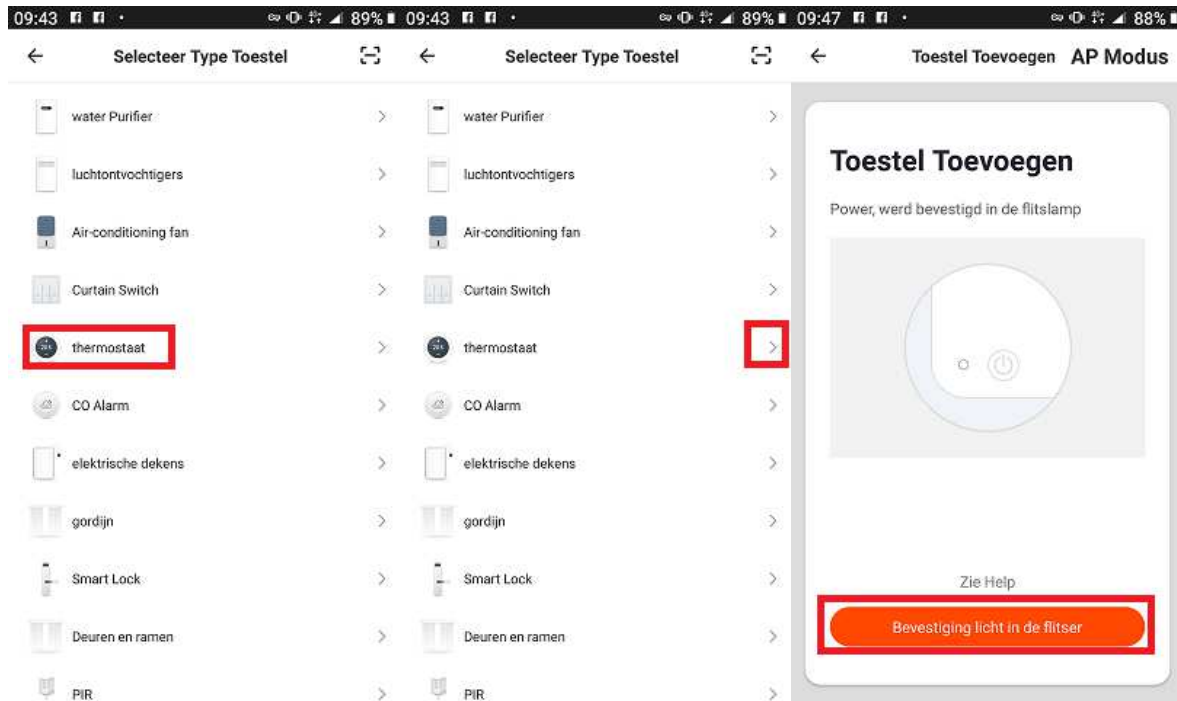 09:43 89%
Selecteer Type Toestel
water Purifier
luchtontvochtigers
Air-conditioning fan
Curtain Switch
thermostaat
CO Alarm
elektrische dekens
gordijn
Smart Lock
Deuren en ramen
PIR
09:43 89%
Selecteer Type Toestel
water Purifier
luchtontvochtigers
Air-conditioning fan
Curtain Switch
thermostaat
CO Alarm
elektrische dekens
gordijn
Smart Lock
Deuren en ramen
PIR
09:47 88%
Toestel Toevoegen AP Modus
Toestel Toevoegen
Power, werd bevestigd in de flitslamp
Zie Help
Bevestiging licht in de flitser